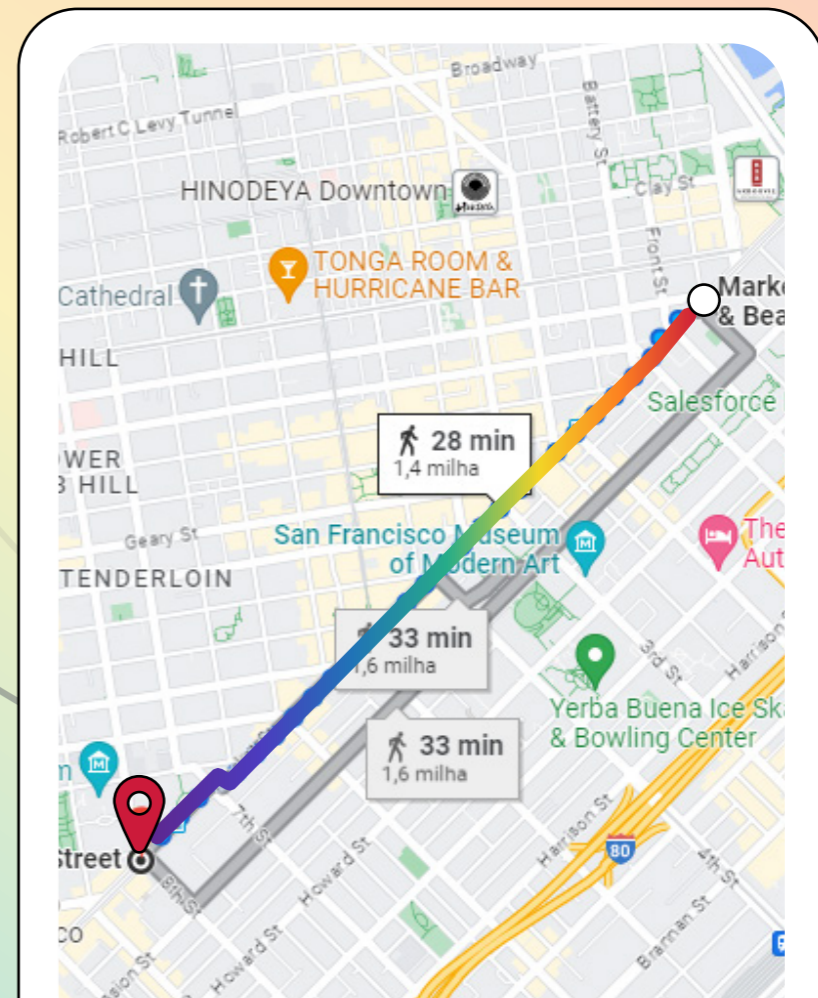 Broadway
Robert C Levy Tunnel
Battery St
HINODEYA Downtown
Clay St
Front St
TONGA ROOM &
HURRICANE BAR
Cathedral
Marke
& Bea
HILL
Salesforce
28 min
1,4 milha
WER
B HILL
Geary St
San Francisco Museum
of Modern Art
The
Aut
TENDERLOIN
33 min
1,6 milha
3rd St
Harrison
Yerba Buena Ice Sk
& Bowling Center
33 min
1,6 milha
m
7th St
Harrison St
80
Street
8th St
Howard St
4th St
CO
Howard St
Brannan St
sion St